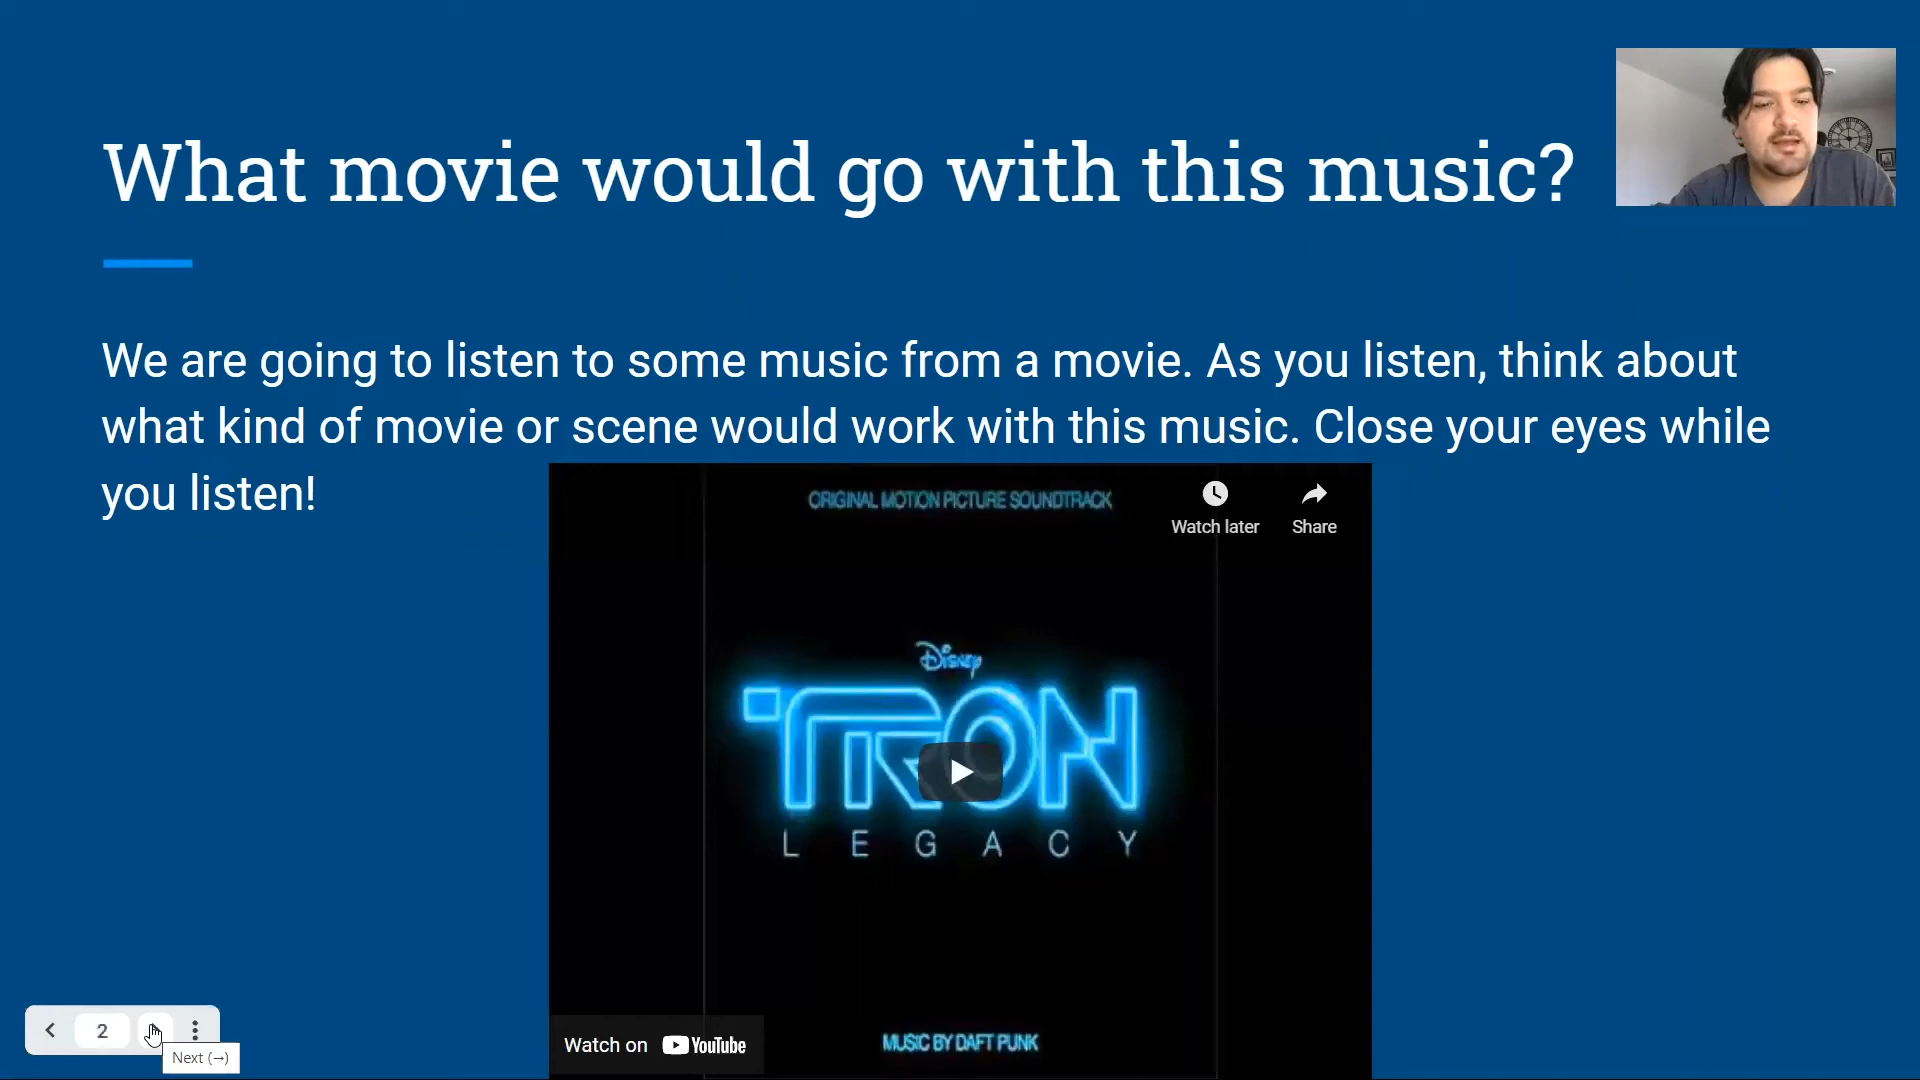 What movie would go with this music?
We are going to listen to some music from a movie. As you listen, think about
what kind of movie or scene would work with this music. Close your eyes while
you listen!
ORIGINAL MOTION PICTURE SOUNDTRACK
Watch later
Share
Disney
TRON
LEGACY
MUSIC BY DAFT PUNK
Watch on YouTube
2
Next (→)